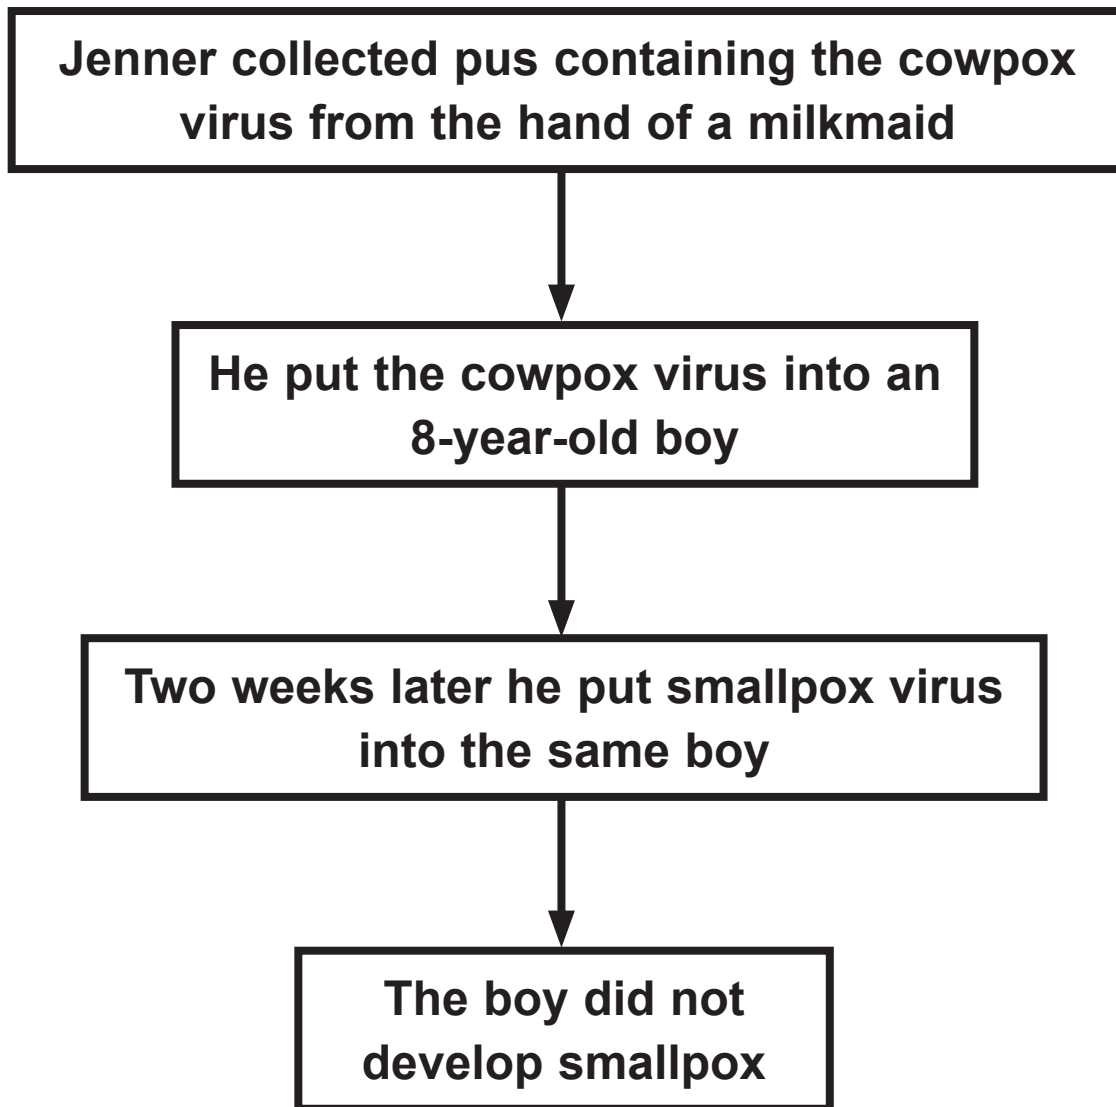 Jenner collected pus containing the cowpox
virus from the hand of a milkmaid
He put the cowpox virus into an
8-year-old boy
Two weeks later he put smallpox virus
into the same boy
The boy did not
develop smallpox